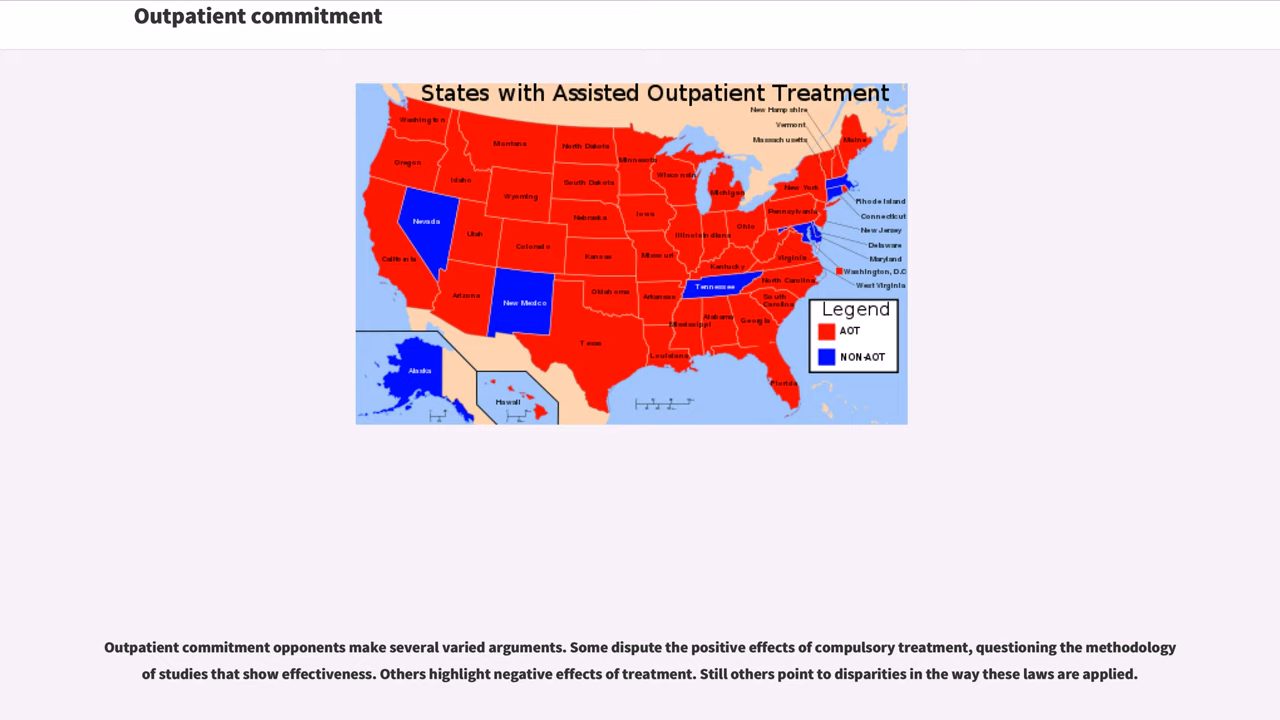 Outpatient commitment
States with Assisted Outpatient Treatment
New Hampshire
Vermont
Massachusetts
Washington
Montana
North Dakota
Minnesota
Maine
Oregon
Idaho
Wyoming
South Dakota
Wisconsin
Michigan
New York
Nevada
Utah
Colorado
Nebraska
Iowa
Illinois
Indiana
Ohio
Pennsylvania
Rhode Island
Connecticut
New Jersey
Delaware
Maryland
Washington, D.C
West Virginia
California
Kansas
Missouri
Kentucky
Virginia
Arizona
New Mexico
Oklahoma
Arkansas
Tennessee
North Carolina
South
Carolina
Texas
Louisiana
Mississippi
Alabama
Georgia
Florida
Alaska
Hawaii
Legend
AOT
NON-AOT
Outpatient commitment opponents make several varied arguments. Some dispute the positive effects of compulsory treatment, questioning the methodology
of studies that show effectiveness. Others highlight negative effects of treatment. Still others point to disparities in the way these laws are applied.